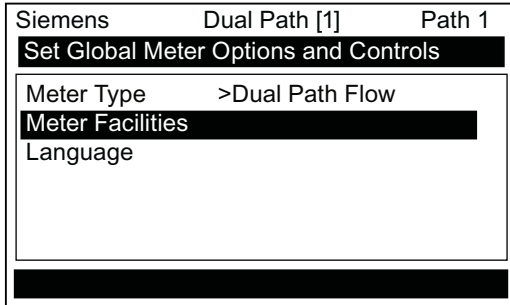 Siemens Dual Path [1] Path 1
Set Global Meter Options and Controls
Meter Type >Dual Path Flow
Meter Facilities
Language